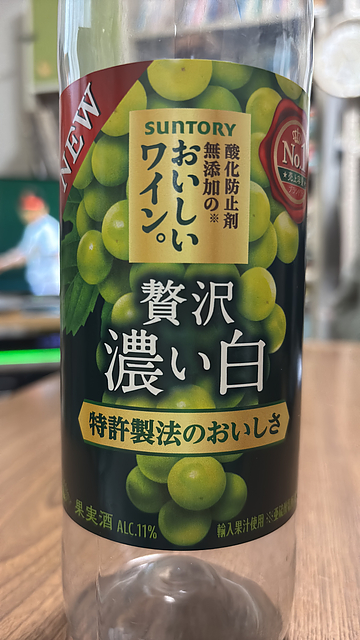 NEW
SUNTORY
酸化防止剤
無添加の※
おいしい
ワイン。
No.1
贅沢
濃い白
特許製法のおいしさ
果実酒 ALC.11%
輸入果汁使用